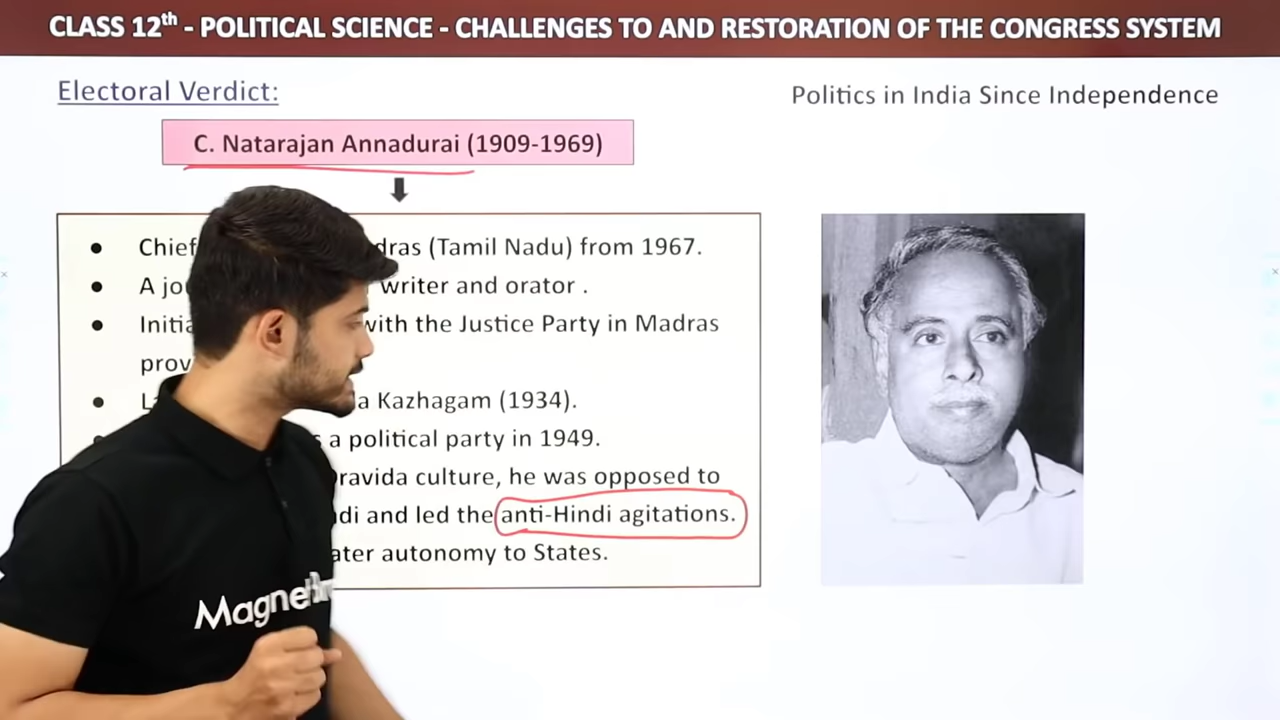 CLASS 12th - POLITICAL SCIENCE - CHALLENGES TO AND RESTORATION OF THE CONGRESS SYSTEM
Electoral Verdict:
Politics in India Since Independence
C. Natarajan Annadurai (1909-1969)
Chief dras (Tamil Nadu) from 1967.
A jo writer and orator .
Initia with the Justice Party in Madras
prov
a Kazhagam (1934).
a political party in 1949.
ravida culture, he was opposed to
di and led the anti-Hindi agitations.
ater autonomy to States.
Magnet